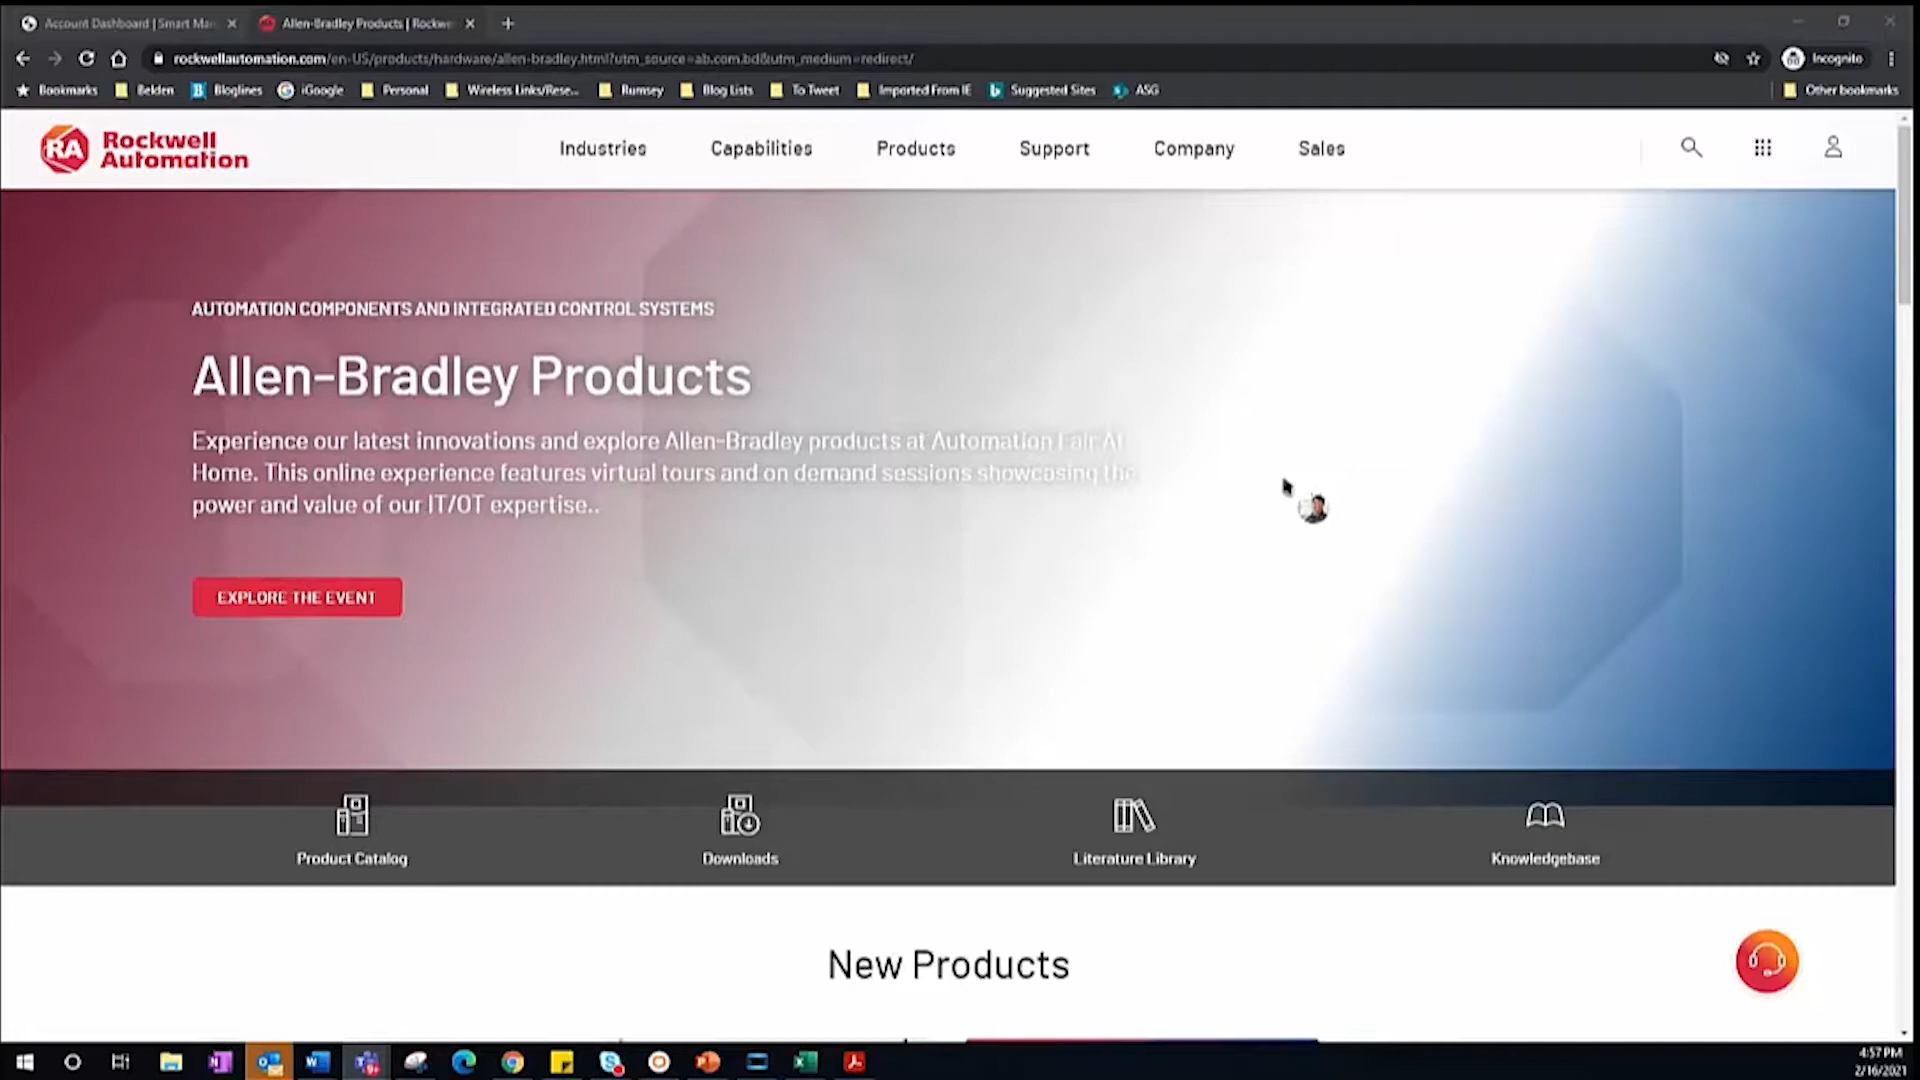 Account Dashboard | Smart Ma
Allen-Bradley Products | Rockwe
rockwellautomation.com/en-US/products/hardware/allen-bradley.html?utm_source=ab.com.bd&utm_medium=redirect/
Incognito
Bookmarks
Belden
Bloglines
iGoogle
Personal
Wireless Links/Rese...
Rumsey
Blog Lists
To Tweet
Imported From IE
Suggested Sites
ASG
Other bookmarks
RA
Rockwell
Automation
Industries
Capabilities
Products
Support
Company
Sales
AUTOMATION COMPONENTS AND INTEGRATED CONTROL SYSTEMS
Allen-Bradley Products
Experience our latest innovations and explore Allen-Bradley products at Automation Fair At
Home. This online experience features virtual tours and on demand sessions showcasing the
power and value of our IT/OT expertise..
EXPLORE THE EVENT
Product Catalog
Downloads
Literature Library
Knowledgebase
New Products
4:57 PM
2/16/2021